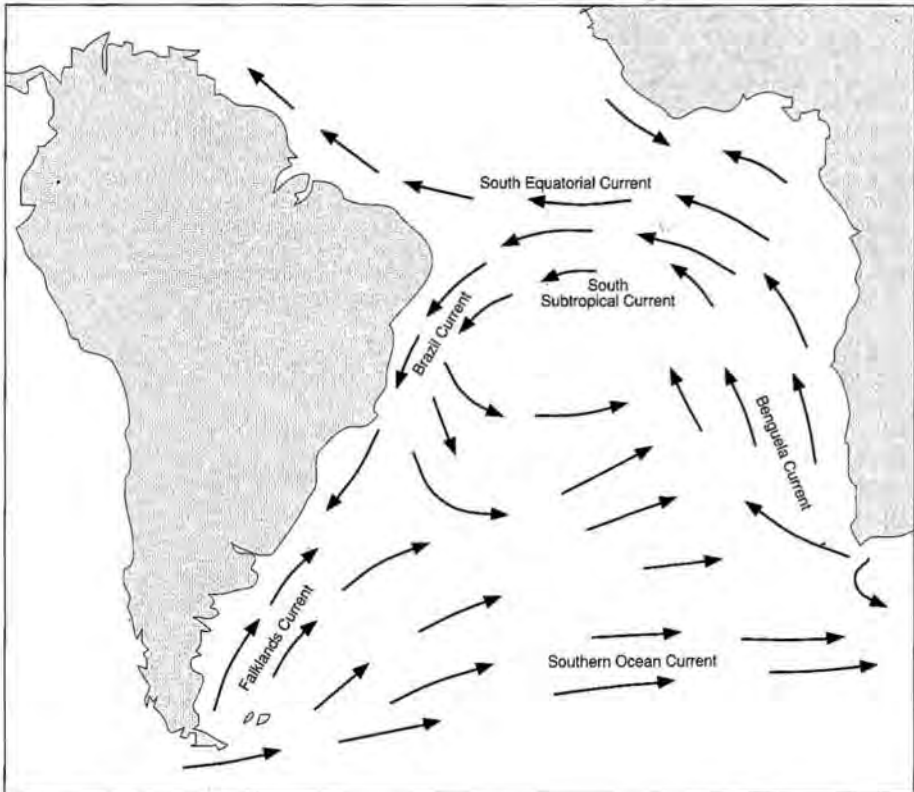 South Equatorial Current
South
Subtropical Current
Brazil Current
Benguela Current
Falklands Current
Southern Ocean Current